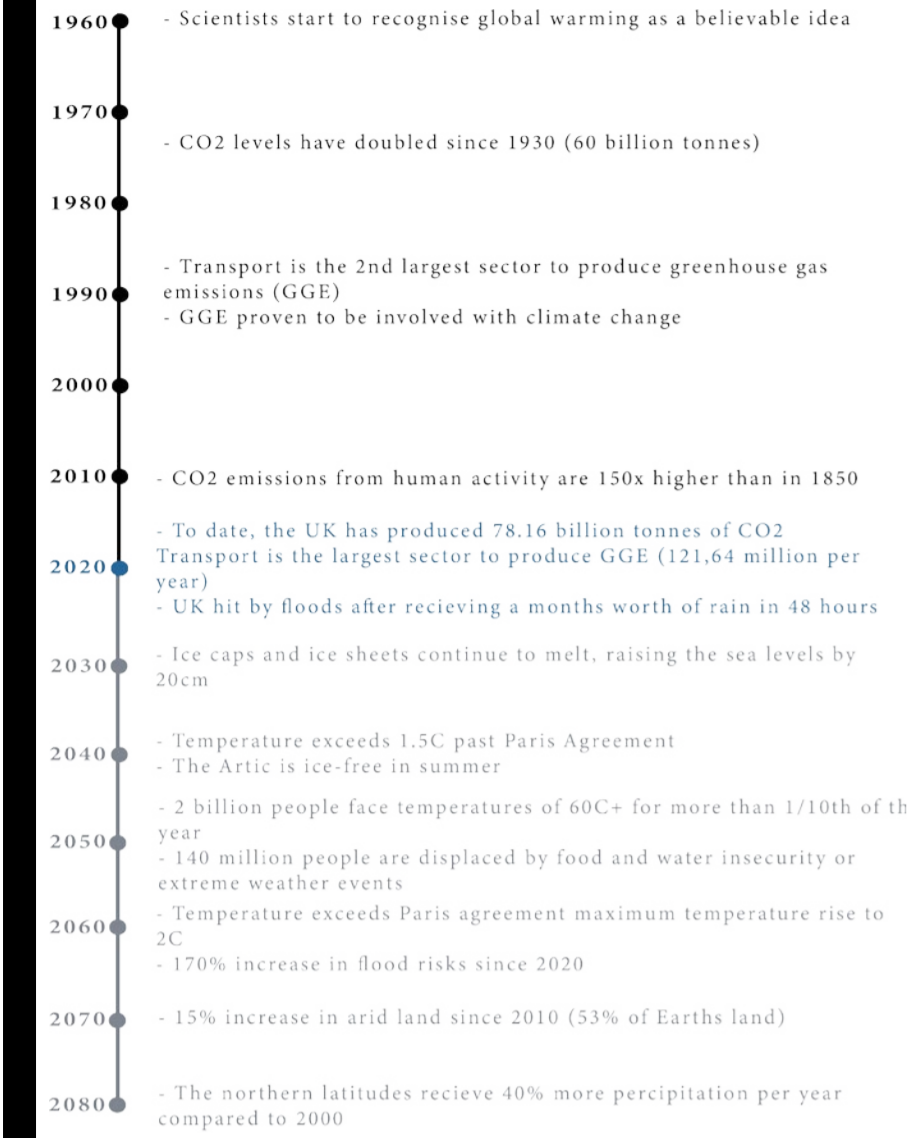 1960 - Scientists start to recognise global warming as a believable idea
1970
- CO2 levels have doubled since 1930 (60 billion tonnes)
1980
- Transport is the 2nd largest sector to produce greenhouse gas
1990 emissions (GGE)
- GGE proven to be involved with climate change
2000
2010 - CO2 emissions from human activity are 150x higher than in 1850
- To date, the UK has produced 78.16 billion tonnes of CO2
Transport is the largest sector to produce GGE (121,64 million per
2020
year)
- UK hit by floods after recieving a months worth of rain in 48 hours
- Ice caps and ice sheets continue to melt, raising the sea levels by
2030
20cm
- Temperature exceeds 1.5C past Paris Agreement
2040
- The Artic is ice-free in summer
- 2 billion people face temperatures of 60C+ for more than 1/10th of th
year
2050
- 140 million people are displaced by food and water insecurity or
extreme weather events
- Temperature exceeds Paris agreement maximum temperature rise to
2060
2C
- 170% increase in flood risks since 2020
2070 - 15% increase in arid land since 2010 (53% of Earths land)
- The northern latitudes recieve 40% more percipitation per year
2080
compared to 2000